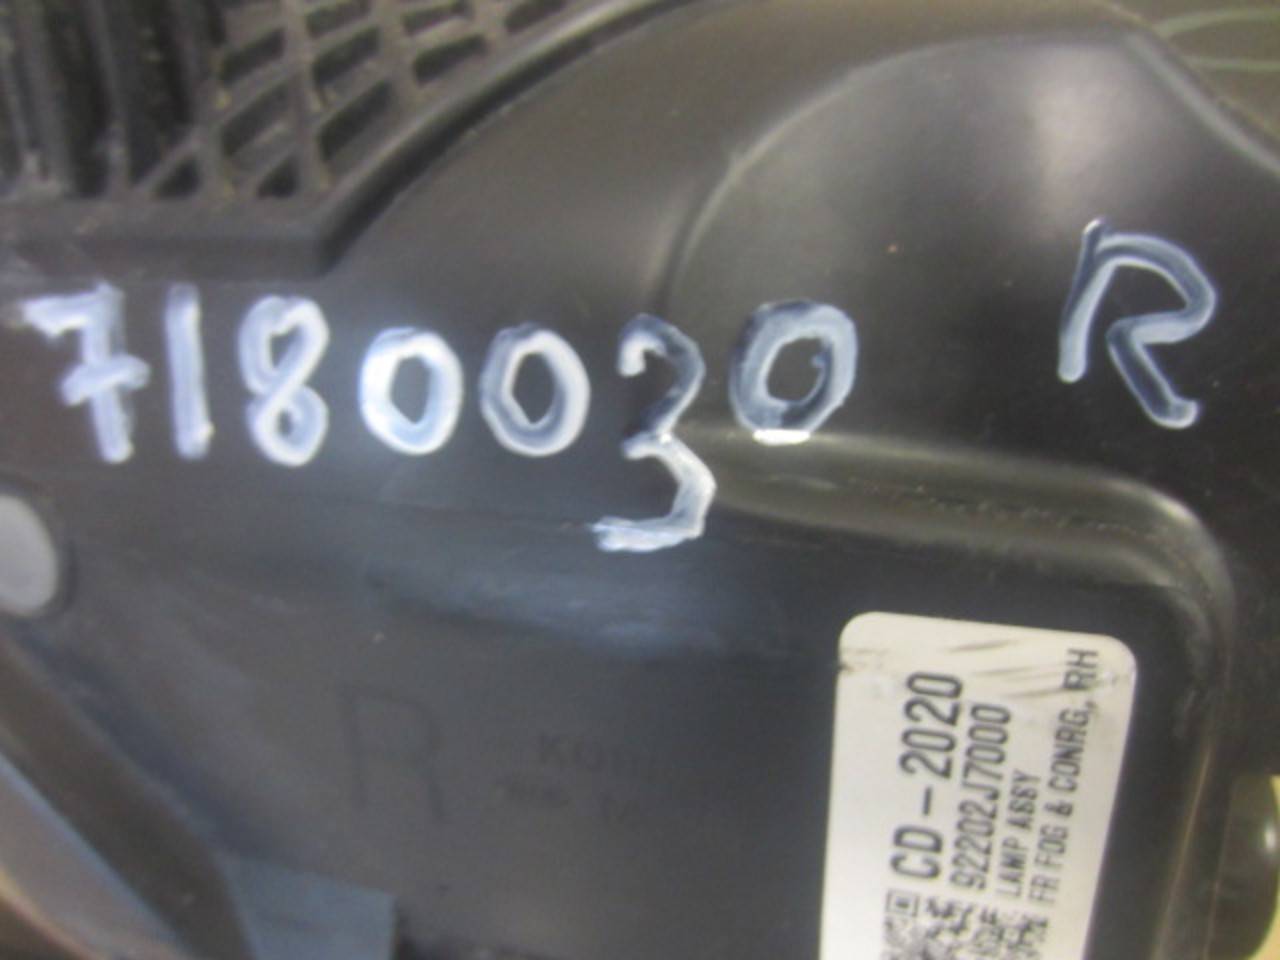 7180030 R
R
CD-2020
92202J7000
LAMP ASSY
FR FOG & CONRG, RH